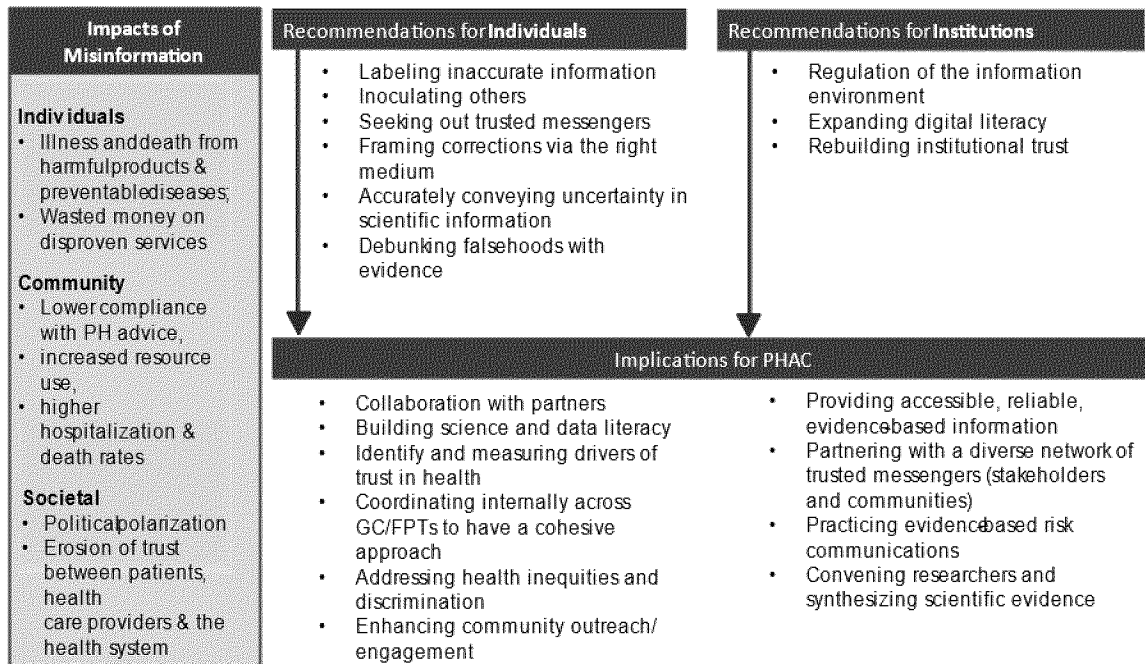 Impacts of
Misinformation
Individuals
• Illness anddeath from
harmfulproducts &
preventablediseases;
• Wasted money on
disproven services
Community
• Lower compliance
with PH advice,
• increased resource
use,
• higher
hospitalization &
death rates
Societal
• Politicalpolarization
• Erosion of trust
between patients,
health
care providers & the
health system
Recommendations for Individuals
• Labeling inaccurate information
• Inoculating others
• Seeking out trusted messengers
• Framing corrections via the right
medium
• Accurately conveying uncertainty in
scientific information
• Debunking falsehoods with
evidence
Recommendations for Institutions
• Regulation of the information
environment
• Expanding digital literacy
• Rebuilding institutional trust
Implications for PHAC
• Collaboration with partners
• Building science and data literacy
• Identify and measuring drivers of
trust in health
• Coordinating internally across
GC/FPTs to have a cohesive
approach
• Addressing health inequities and
discrimination
• Enhancing community outreach/
engagement
• Providing accessible, reliable,
evidence-based information
• Partnering with a diverse network of
trusted messengers (stakeholders
and communities)
• Practicing evidence-based risk
communications
• Convening researchers and
synthesizing scientific evidence